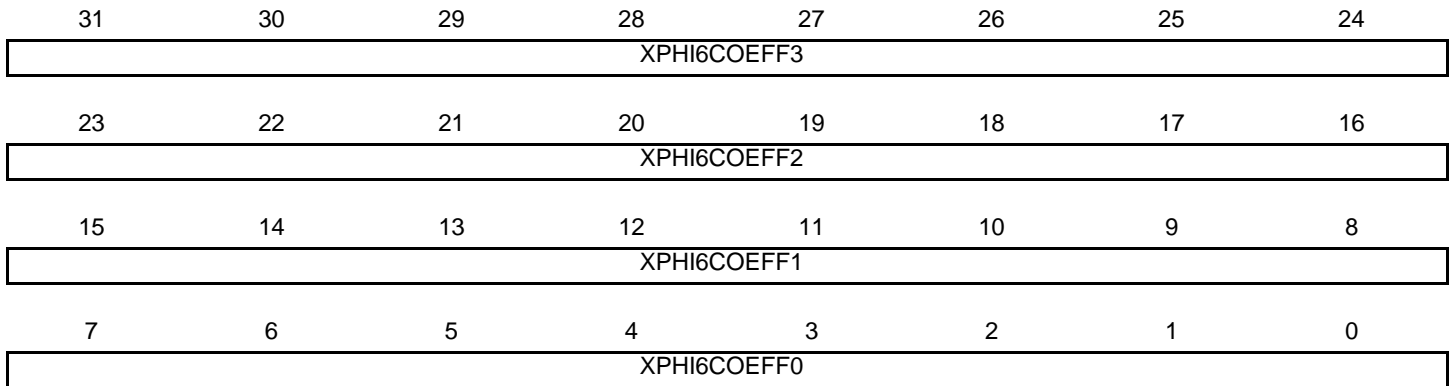 31 30 29 28 27 26 25 24
XPHI6COEFF3
23 22 21 20 19 18 17 16
XPHI6COEFF2
15 14 13 12 11 10 9 8
XPHI6COEFF1
7 6 5 4 3 2 1 0
XPHI6COEFF0